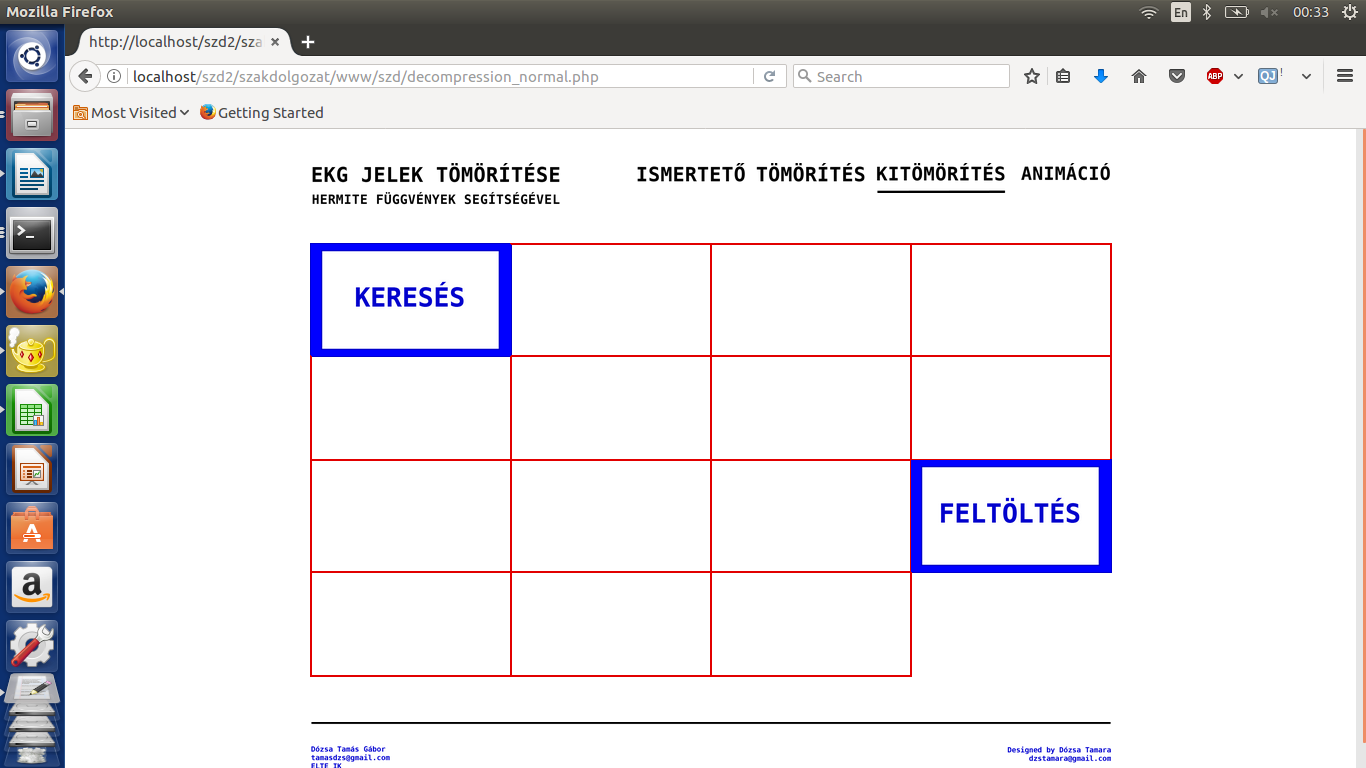 Mozilla Firefox
En
00:33
http://localhost/szd2/sza
localhost/szd2/szakdolgozat/www/szd/decompression_normal.php
Search
ABP
QJ !
Most Visited
Getting Started
EKG JELEK TÖMÖRÍTÉSE
HERMITE FÜGGVÉNYEK SEGÍTSÉGÉVEL
ISMERTETŐ TÖMÖRÍTÉS KITÖMÖRÍTÉS ANIMÁCIÓ
KERESÉS
FELTÖLTÉS
Dózsa Tamás Gábor
tamasdzs@gmail.com
ELTE IK
Designed by Dózsa Tamara
dzstamara@gmail.com